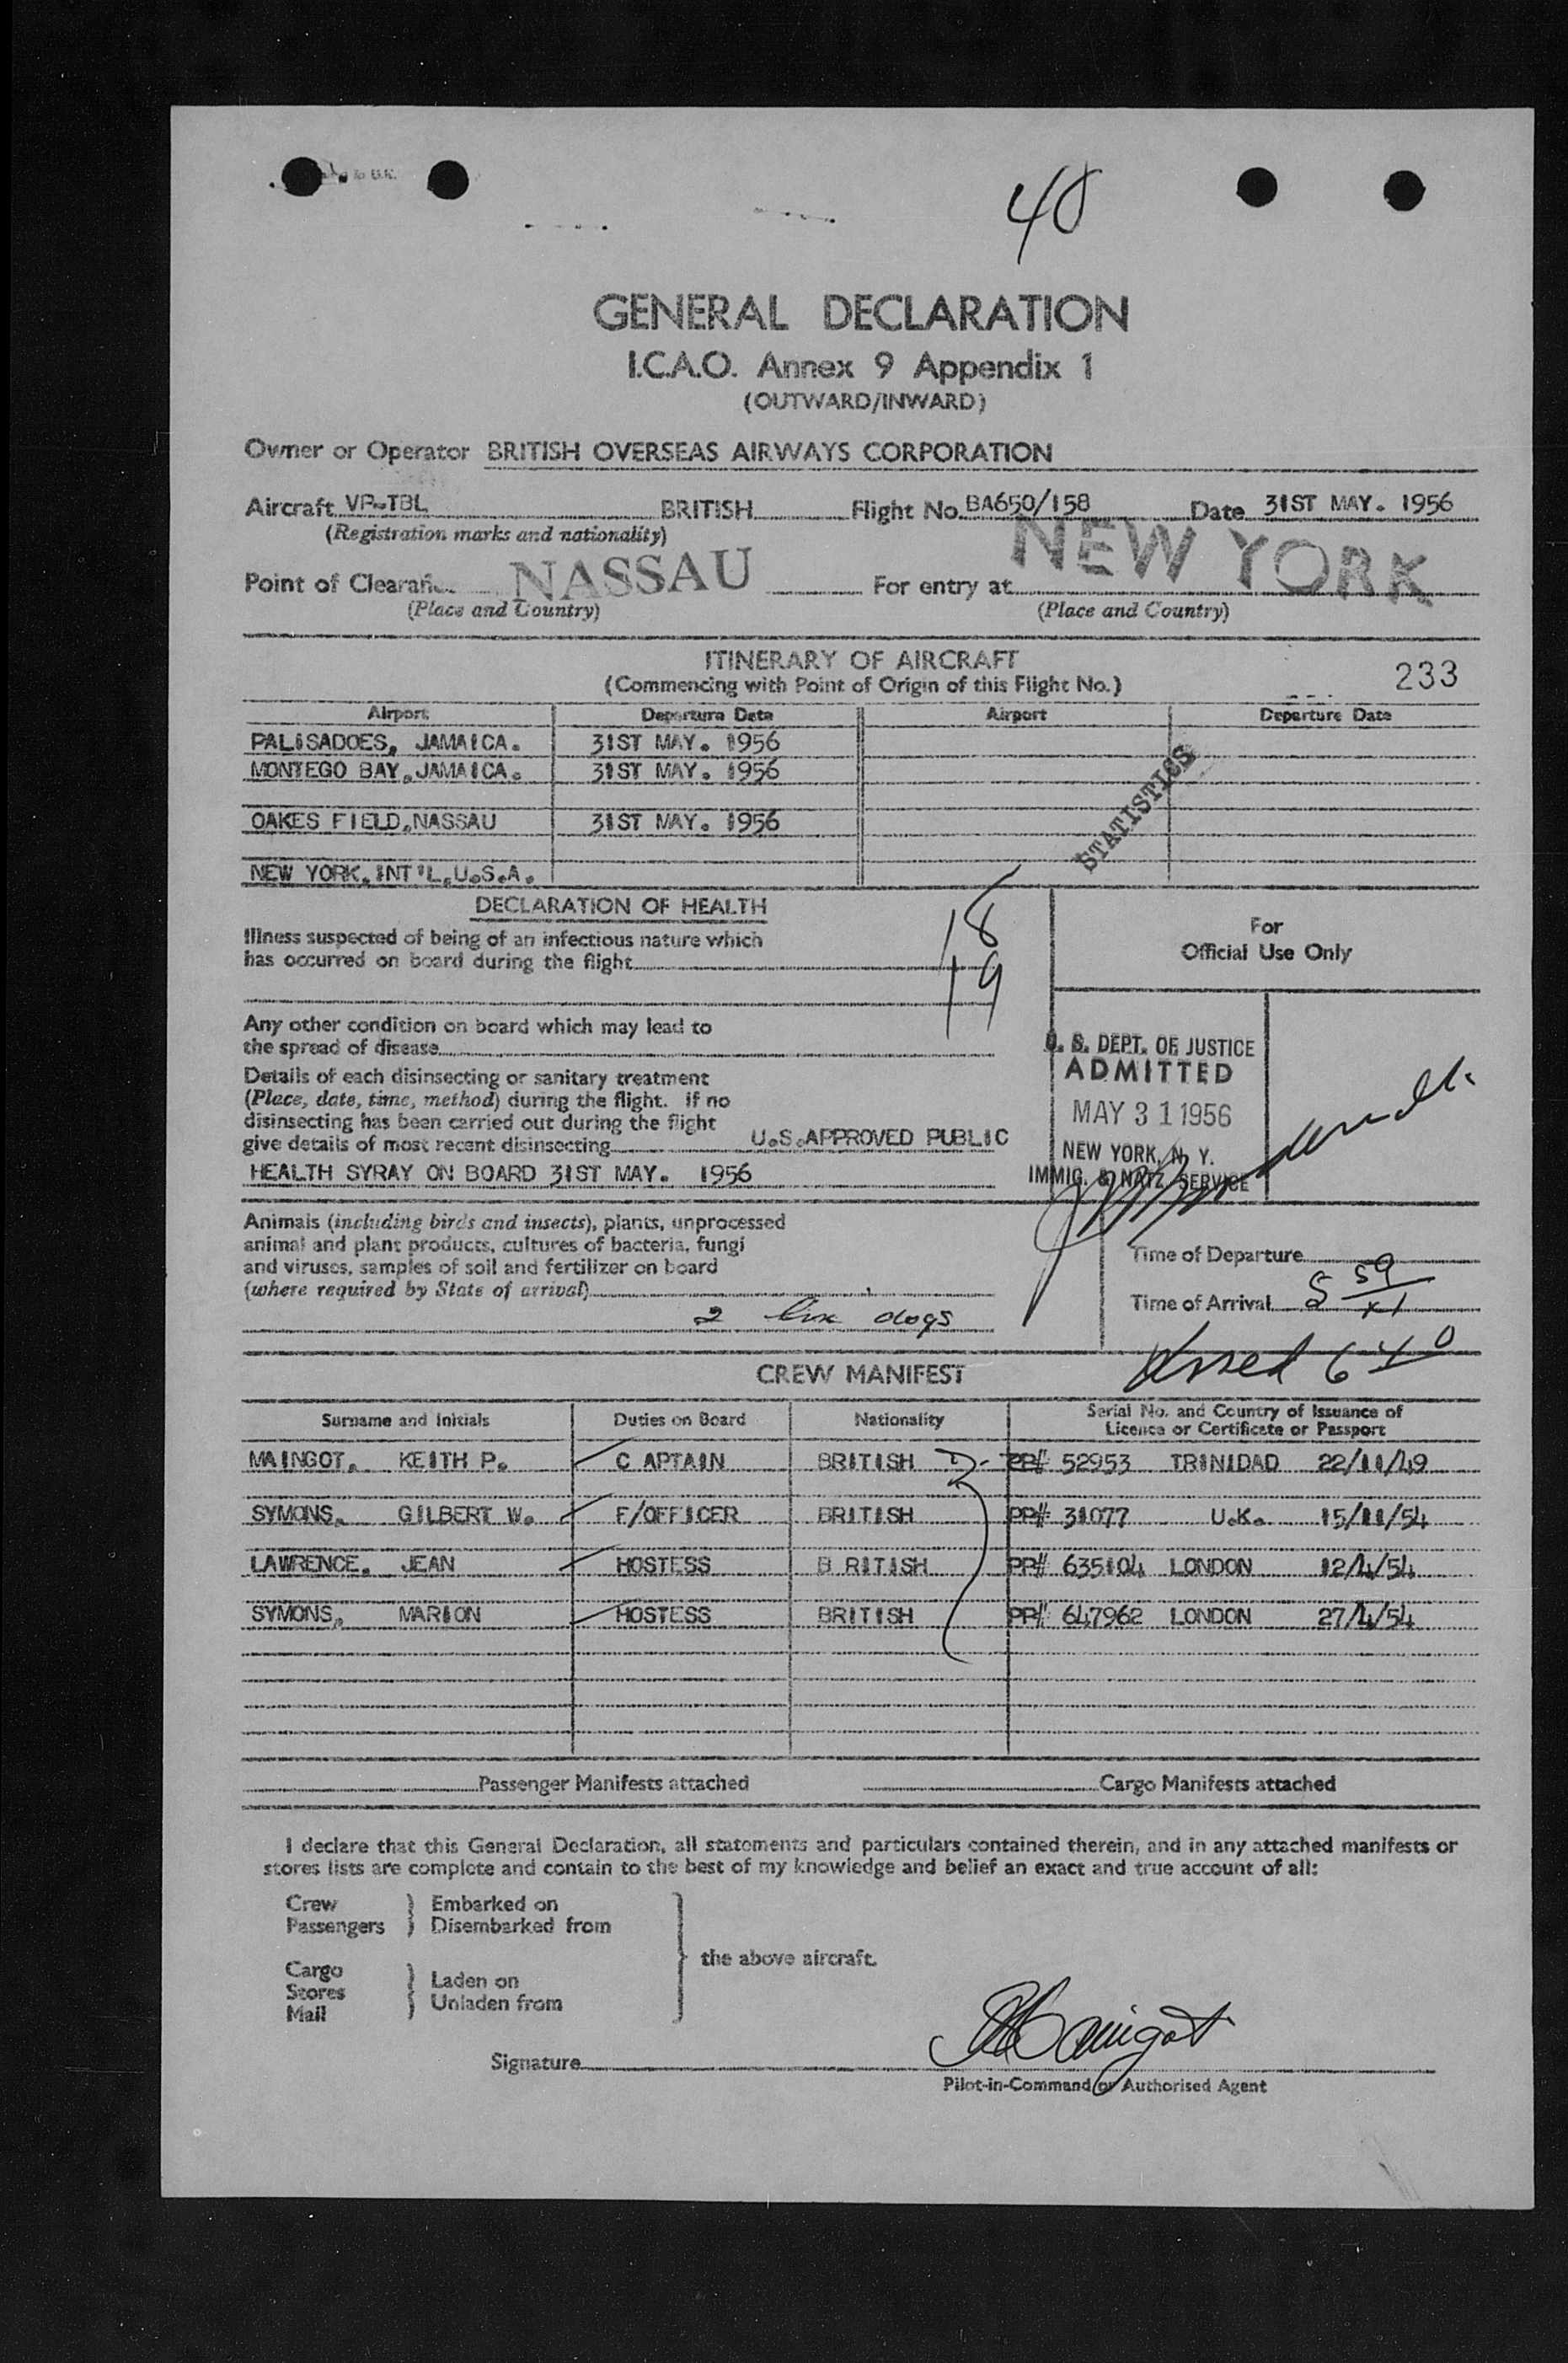 48
GENERAL DECLARATION
I.C.A.O. Annex 9 Appendix 1
(OUTWARD/INWARD)
Owner or Operator BRITISH OVERSEAS AIRWAYS CORPORATION
Aircraft VP-TBL BRITISH Flight No. BA650/158 Date 31ST MAY. 1956
(Registration marks and nationality)
Point of Clearance NASSAU For entry at NEW YORK
(Place and Country) (Place and Country)
ITINERARY OF AIRCRAFT
(Commencing with Point of Origin of this Flight No.) 233
Airport Departure Date Airport Departure Date
PALISADOES, JAMAICA. 31ST MAY. 1956
MONTEGO BAY,JAMAICA. 31ST MAY. 1956
STATISTICS
OAKES FIELD,NASSAU 31ST MAY. 1956
NEW YORK.INT'L.U.S.A.
DECLARATION OF HEALTH
18
19
For
Official Use Only
Illness suspected of being of an infectious nature which
has occurred on board during the flight
Any other condition on board which may lead to
the spread of disease
Details of each disinsecting or sanitary treatment
(Place, date, time, method) during the flight. If no
disinsecting has been carried out during the flight
give details of most recent disinsecting U.S.APPROVED PUBLIC
HEALTH SYRAY ON BOARD 31ST MAY. 1956
U. S. DEPT. OF JUSTICE
ADMITTED
MAY 31 1956
NEW YORK, N. Y.
IMMIG. & NATZ. SERVICE
Animals (including birds and insects), plants, unprocessed
animal and plant products, cultures of bacteria, fungi
and viruses, samples of soil and fertilizer on board
(where required by State of arrival)
2 live dogs
Time of Departure
Time of Arrival 5 59
640
CREW MANIFEST
Surname and Initials Duties on Board Nationality Serial No. and Country of Issuance of
Licence or Certificate or Passport
MAINGOT. KEITH P. C APTAIN BRITISH PP# 52953 TRINIDAD 22/11/49
SYMONS. GILBERT W. F/OFFICER BRITISH PP# 31077 U.K. 15/11/54
LAWRENCE. JEAN HOSTESS B RITISH PP# 635104 LONDON 12/4/54
SYMONS, MARION HOSTESS BRITISH PP# 647962 LONDON 27/4/54
Passenger Manifests attached Cargo Manifests attached
I declare that this General Declaration, all statements and particulars contained therein, and in any attached manifests or
stores lists are complete and contain to the best of my knowledge and belief an exact and true account of all:
Crew Embarked on
Passengers Disembarked from
the above aircraft.
Cargo
Stores Laden on
Mail Unladen from
Signature Maingot
Pilot-in-Command or Authorised Agent